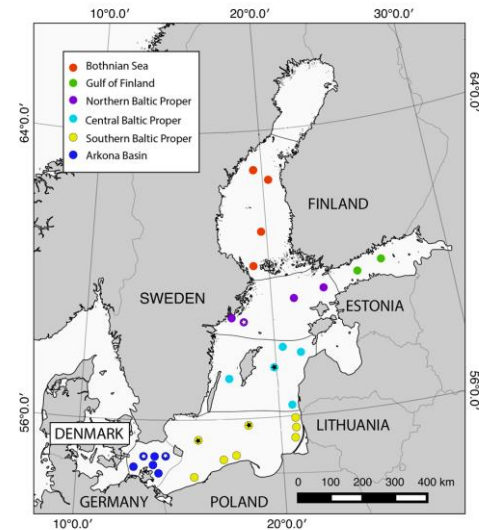 10°0.0'
20°0.0'
30°0.0'
Bothnian Sea
Gulf of Finland
Northern Baltic Proper
Central Baltic Proper
Southern Baltic Proper
Arkona Basin
64°0.0'
64°0.0'
FINLAND
SWEDEN
ESTONIA
56°0.0'
56°0.0'
LITHUANIA
DENMARK
GERMANY
POLAND
0 100 200 300 400 km
10°0.0'
20°0.0'